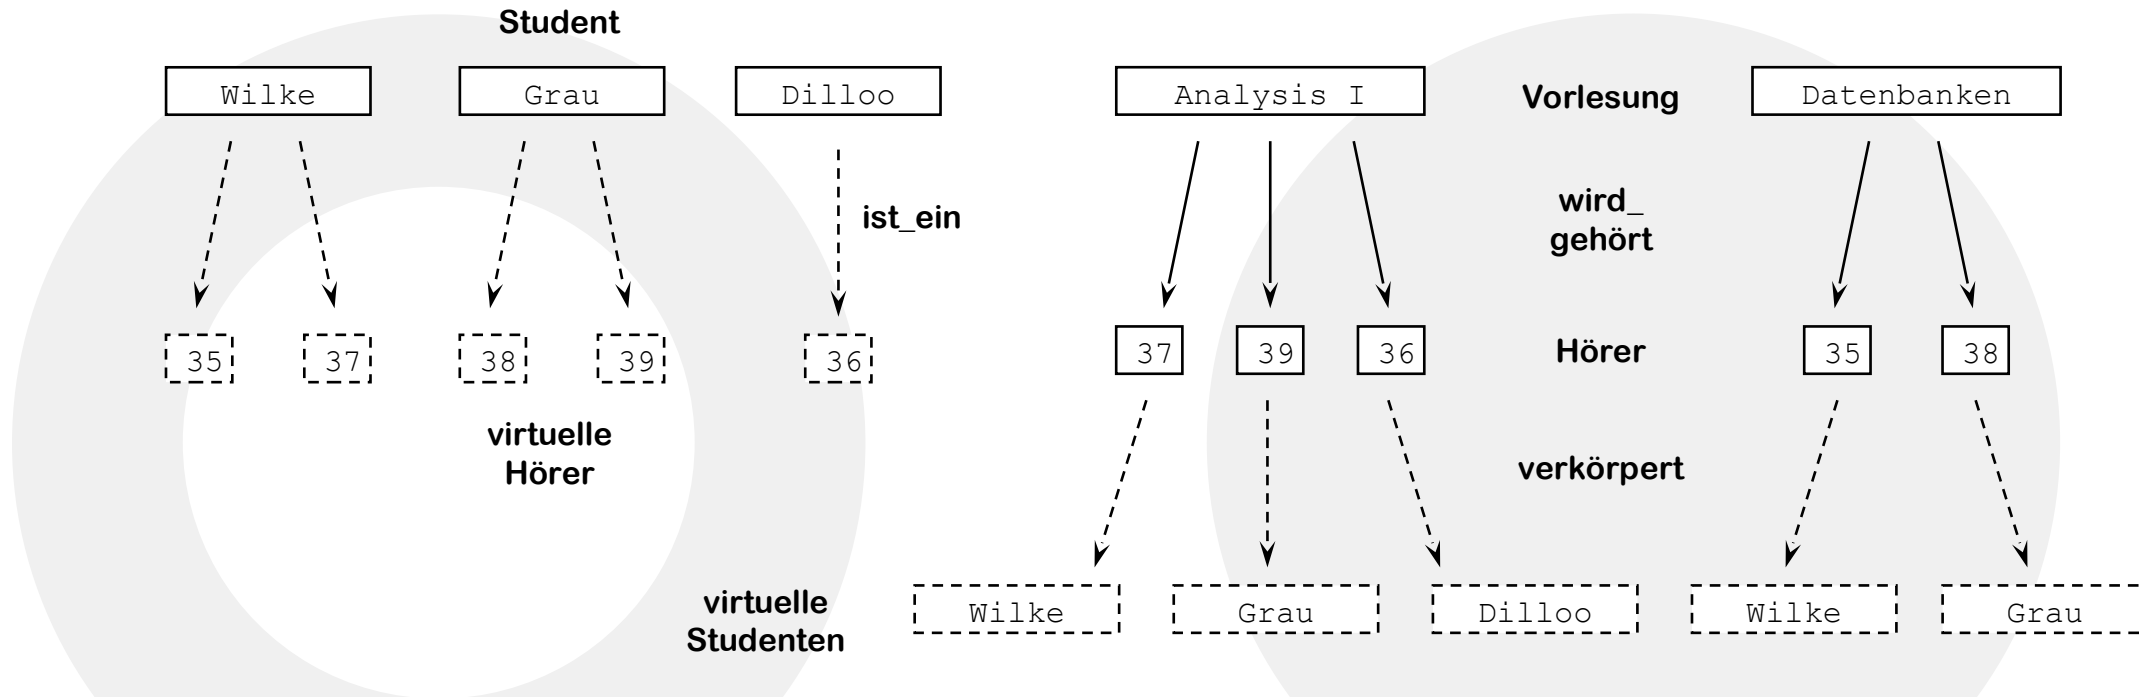 Student
Wilke Grau Dilloo Analysis I Vorlesung Datenbanken
ist_ein
wird_
gehört
35 37 38 39 36 37 39 36 Hörer 35 38
virtuelle
Hörer
verkörpert
virtuelle
Studenten
Wilke Grau Dilloo Wilke Grau